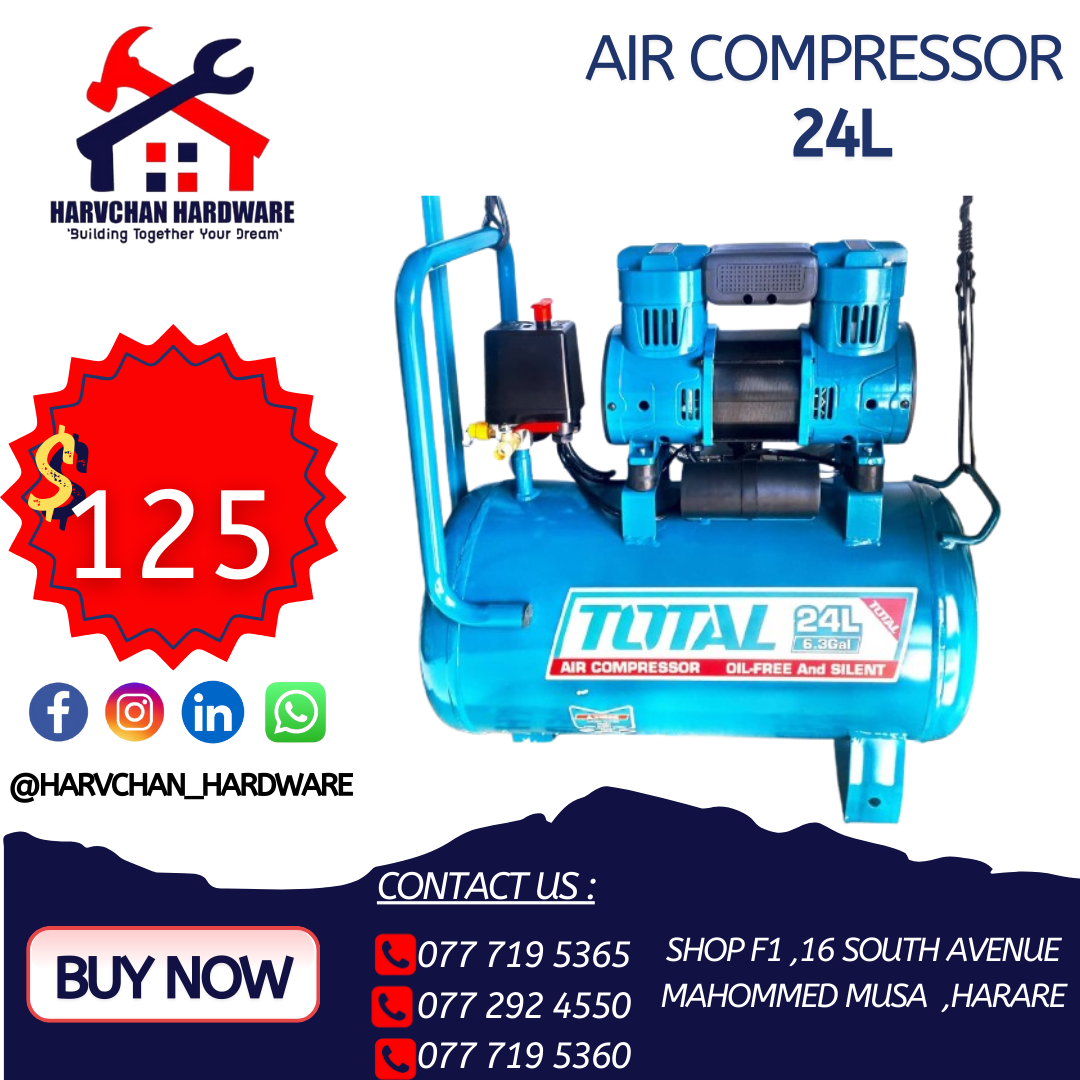 HARVCHAN HARDWARE
'Building Together Your Dream'
AIR COMPRESSOR
24L
$125
TOTAL
24L
6.3Gal
TOTAL
AIR COMPRESSOR OIL-FREE And SILENT
in
@HARVCHAN_HARDWARE
CONTACT US :
BUY NOW
077 719 5365
077 292 4550
077 719 5360
SHOP F1 ,16 SOUTH AVENUE
MAHOMMED MUSA ,HARARE